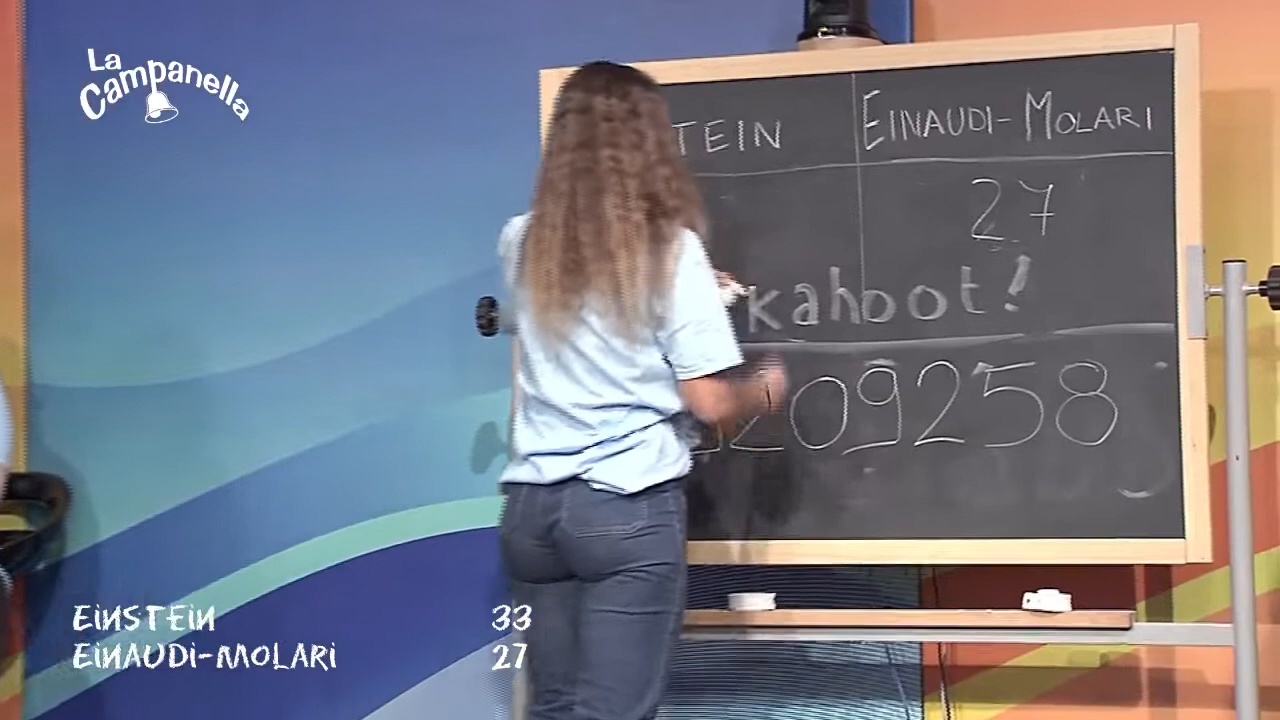 La
Campanella
TEIN
EINAUDI-MOLARI
27
kahoot!
209258
EINSTEIN 33
EINAUDI-MOLARI 27